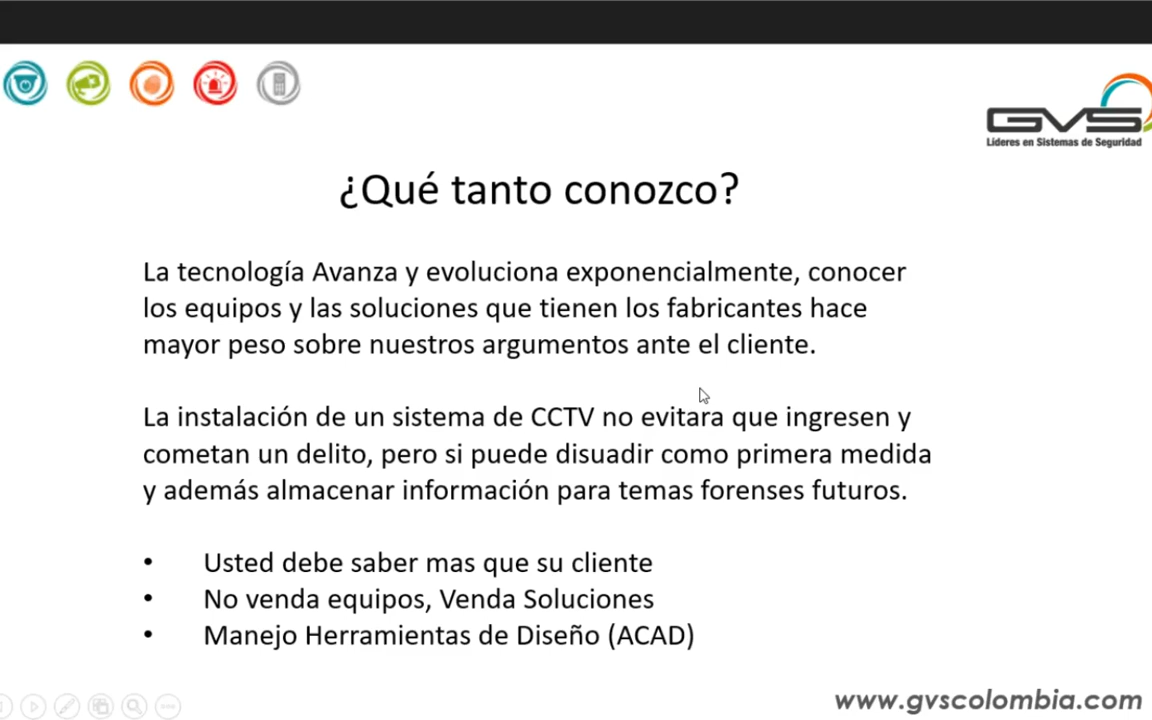 GVS
Lideres en Sistemas de Seguridad
¿Qué tanto conozco?
La tecnología Avanza y evoluciona exponencialmente, conocer
los equipos y las soluciones que tienen los fabricantes hace
mayor peso sobre nuestros argumentos ante el cliente.
La instalación de un sistema de CCTV no evitara que ingresen y
cometan un delito, pero si puede disuadir como primera medida
y además almacenar información para temas forenses futuros.
• Usted debe saber mas que su cliente
• No venda equipos, Venda Soluciones
• Manejo Herramientas de Diseño (ACAD)
www.gvscolombia.com